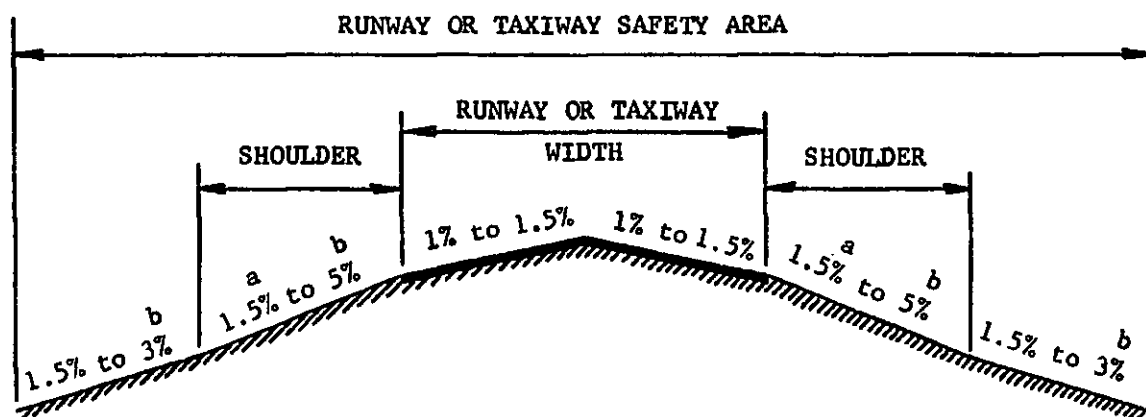 RUNWAY OR TAXIWAY SAFETY AREA
RUNWAY OR TAXIWAY
WIDTH
SHOULDER
SHOULDER
1.5% to 3% b
1.5% a to 5% b
1% to 1.5%
1% to 1.5%
1.5% a to 5% b
1.5% to 3% b